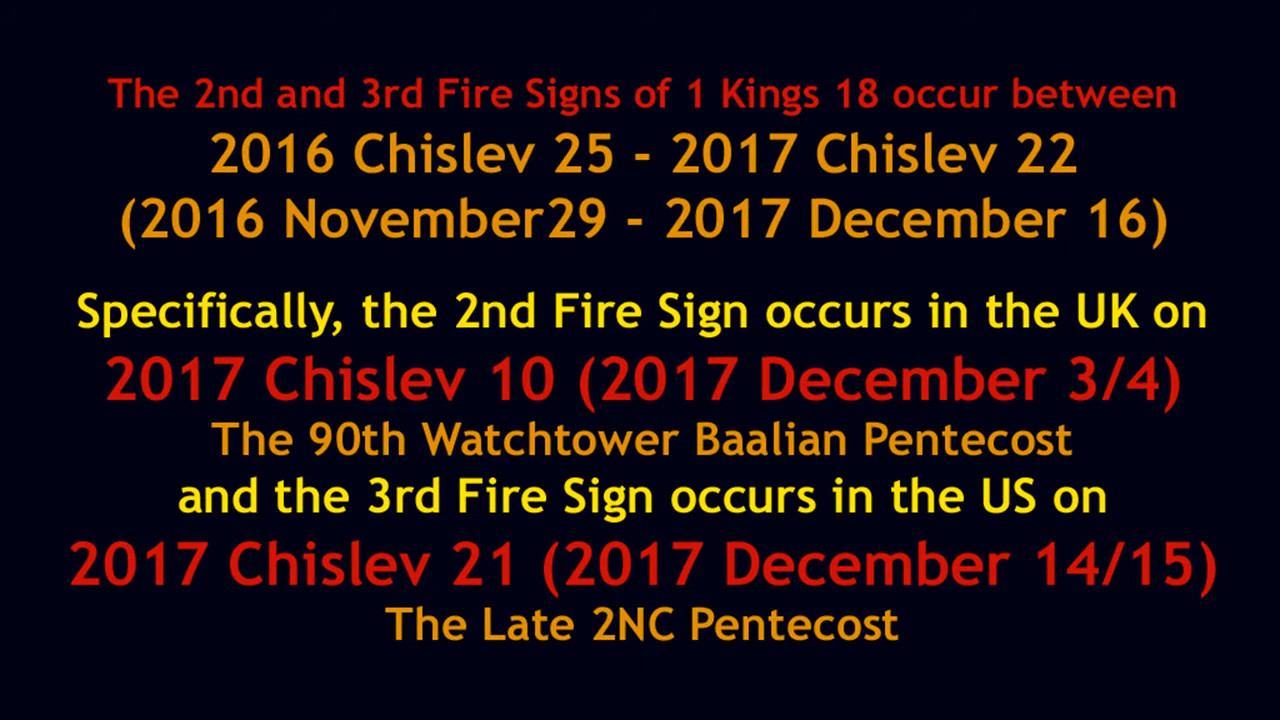 The 2nd and 3rd Fire Signs of 1 Kings 18 occur between
2016 Chislev 25 - 2017 Chislev 22
(2016 November29 - 2017 December 16)
Specifically, the 2nd Fire Sign occurs in the UK on
2017 Chislev 10 (2017 December 3/4)
The 90th Watchtower Baalian Pentecost
and the 3rd Fire Sign occurs in the US on
2017 Chislev 21 (2017 December 14/15)
The Late 2NC Pentecost